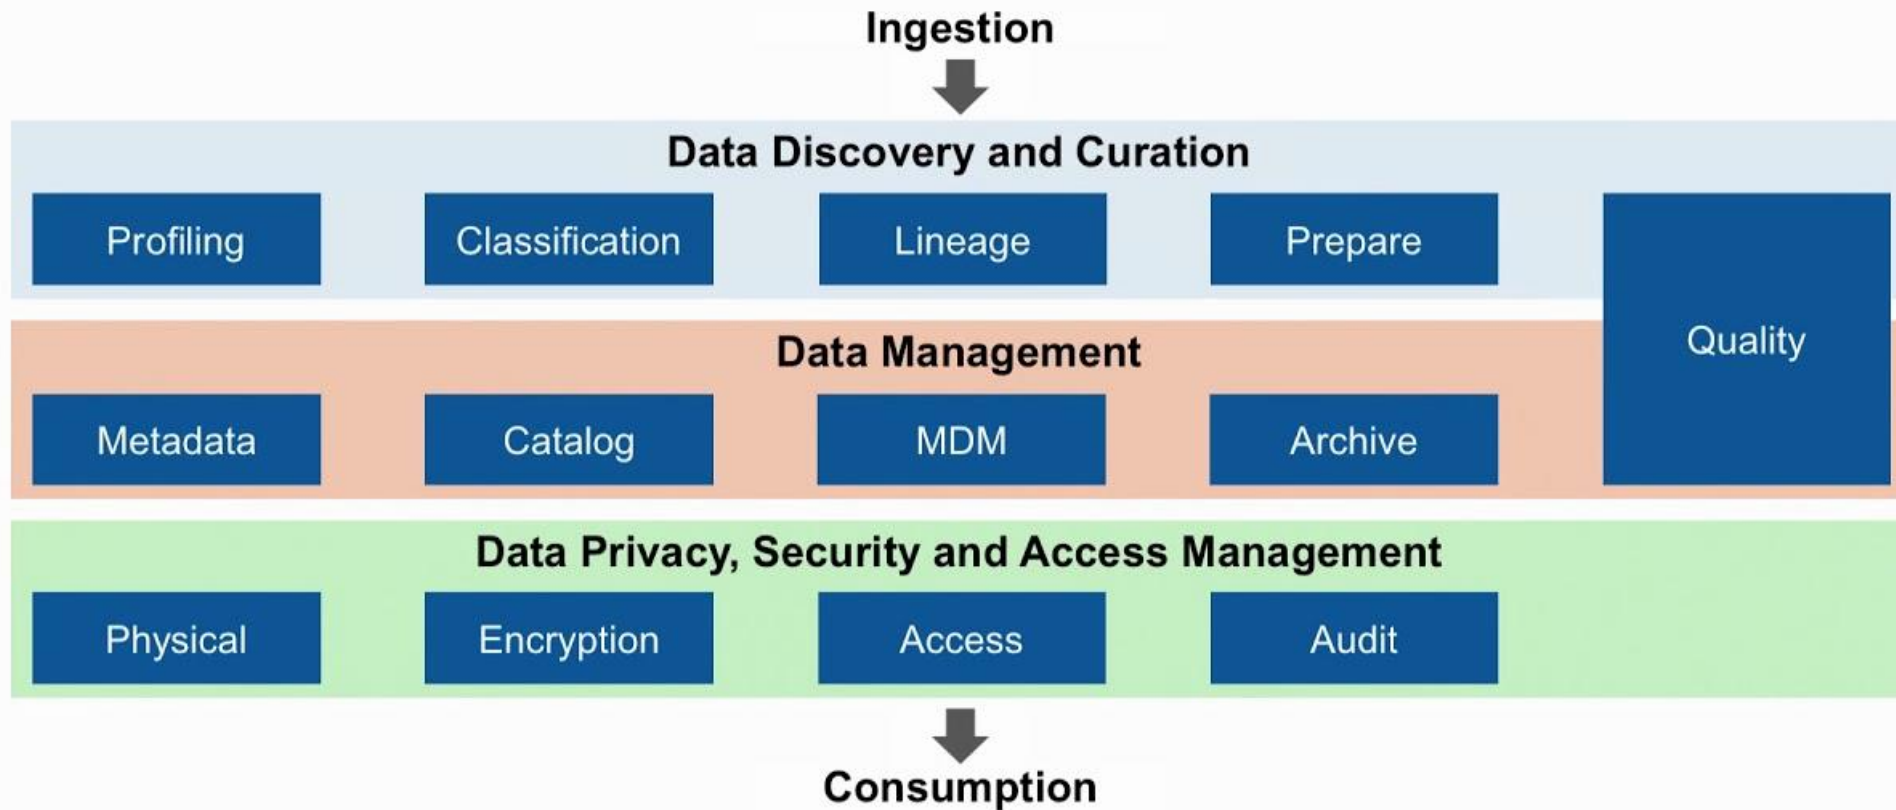 Ingestion
Data Discovery and Curation
Profiling
Classification
Lineage
Prepare
Quality
Data Management
Metadata
Catalog
MDM
Archive
Data Privacy, Security and Access Management
Physical
Encryption
Access
Audit
Consumption